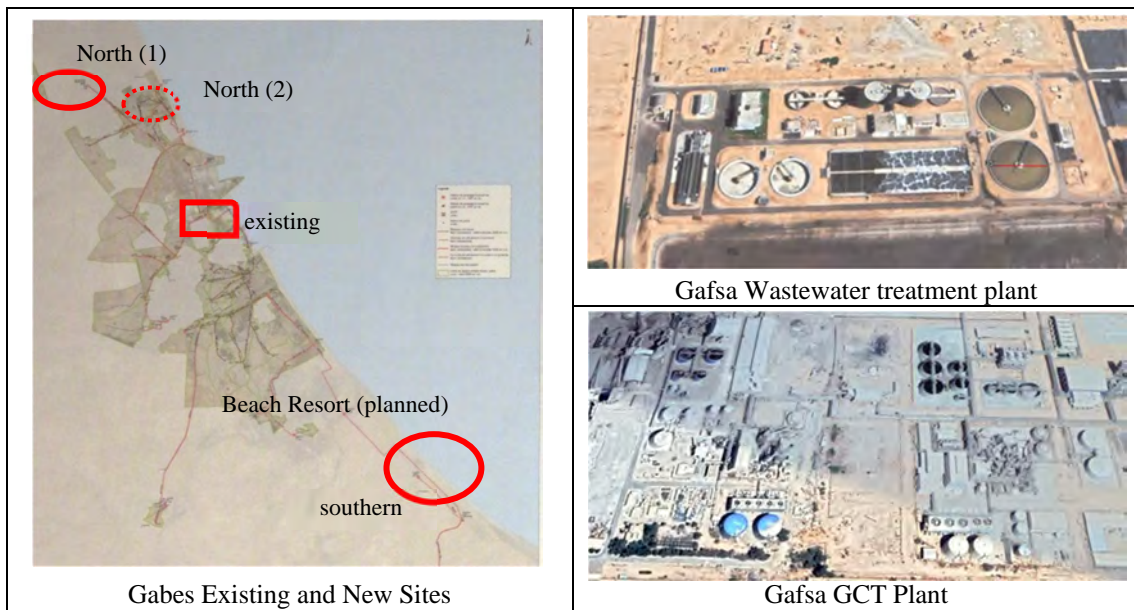 North (1)
North (2)
existing
Beach Resort (planned)
southern
Gabes Existing and New Sites
Gafsa Wastewater treatment plant
Gafsa GCT Plant